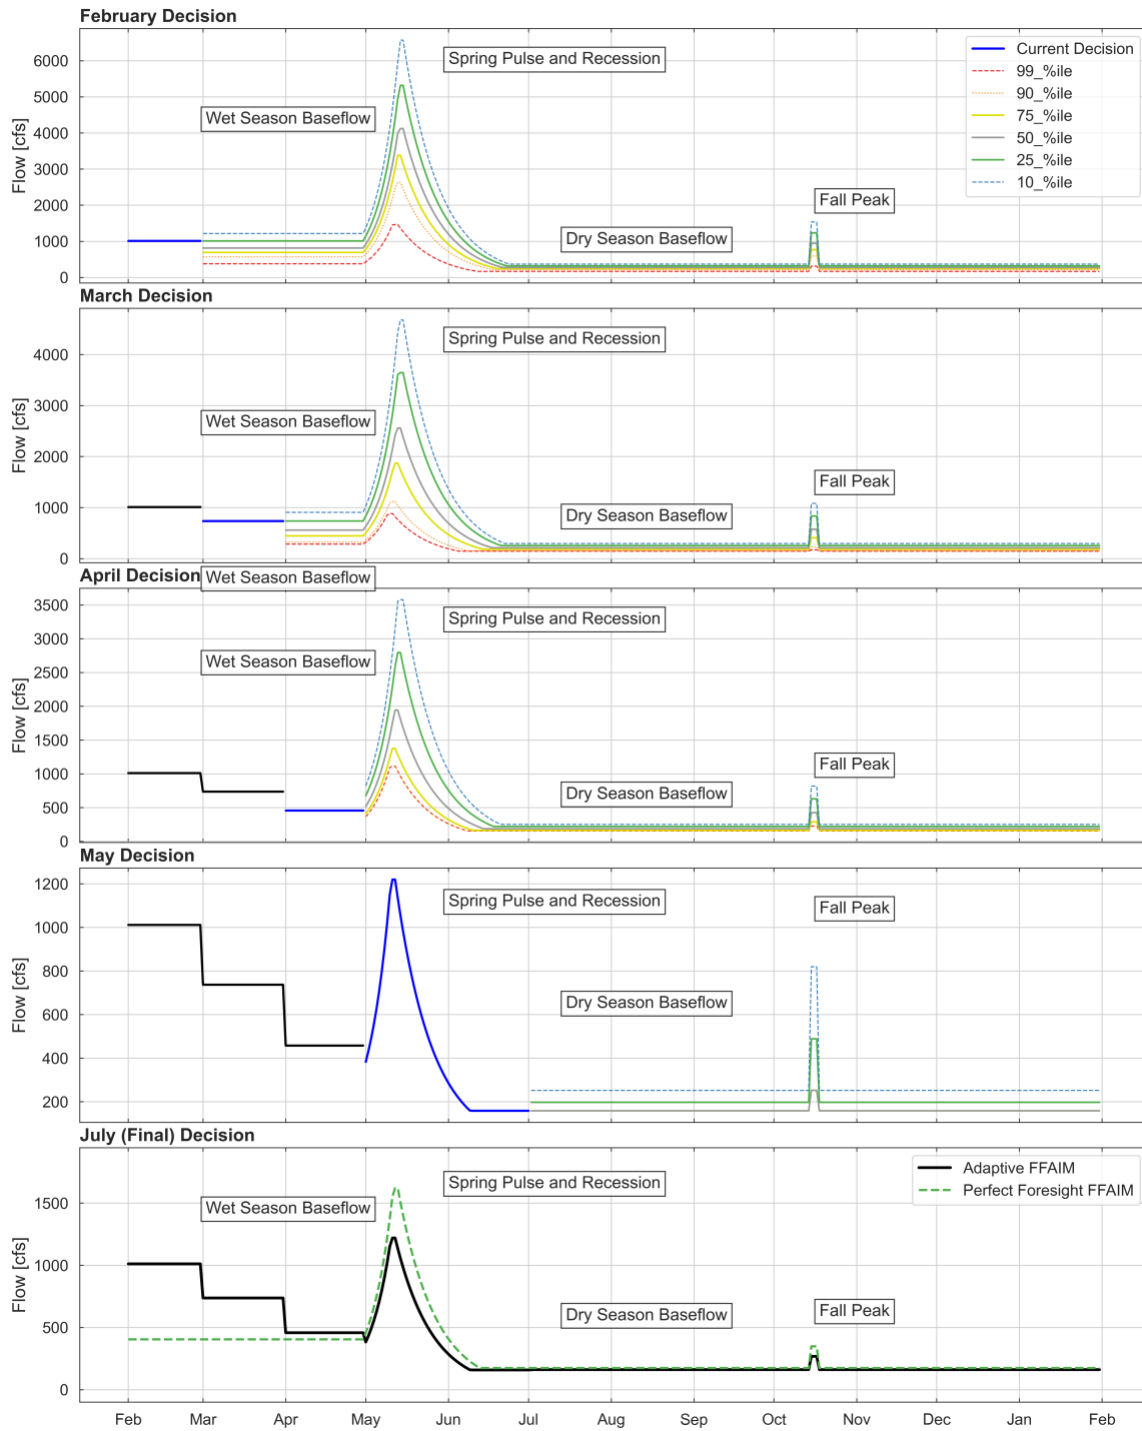 February Decision
Flow [cfs]
6000
5000
4000
3000
2000
1000
0
Wet Season Baseflow
Spring Pulse and Recession
Dry Season Baseflow
Fall Peak
Current Decision
99_%ile
90_%ile
75_%ile
50_%ile
25_%ile
10_%ile
March Decision
Flow [cfs]
4000
3000
2000
1000
0
Wet Season Baseflow
Spring Pulse and Recession
Dry Season Baseflow
Fall Peak
April Decision
Wet Season Baseflow
Flow [cfs]
3500
3000
2500
2000
1500
1000
500
0
Wet Season Baseflow
Spring Pulse and Recession
Dry Season Baseflow
Fall Peak
May Decision
Flow [cfs]
1200
1000
800
600
400
200
Spring Pulse and Recession
Dry Season Baseflow
Fall Peak
July (Final) Decision
Flow [cfs]
1500
1000
500
0
Wet Season Baseflow
Spring Pulse and Recession
Dry Season Baseflow
Fall Peak
Adaptive FFAIM
Perfect Foresight FFAIM
Feb Mar Apr May Jun Jul Aug Sep Oct Nov Dec Jan Feb